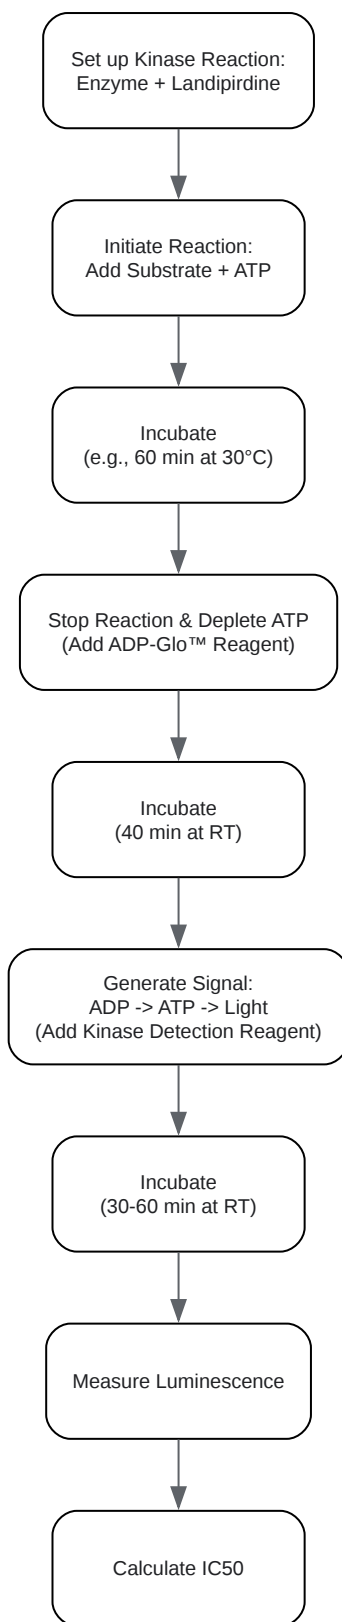 Set up Kinase Reaction:
Enzyme + Landipirdine
Initiate Reaction:
Add Substrate + ATP
Incubate
(e.g., 60 min at 30°C)
Stop Reaction & Deplete ATP
(Add ADP-Glo™ Reagent)
Incubate
(40 min at RT)
Generate Signal:
ADP -> ATP -> Light
(Add Kinase Detection Reagent)
Incubate
(30-60 min at RT)
Measure Luminescence
Calculate IC50